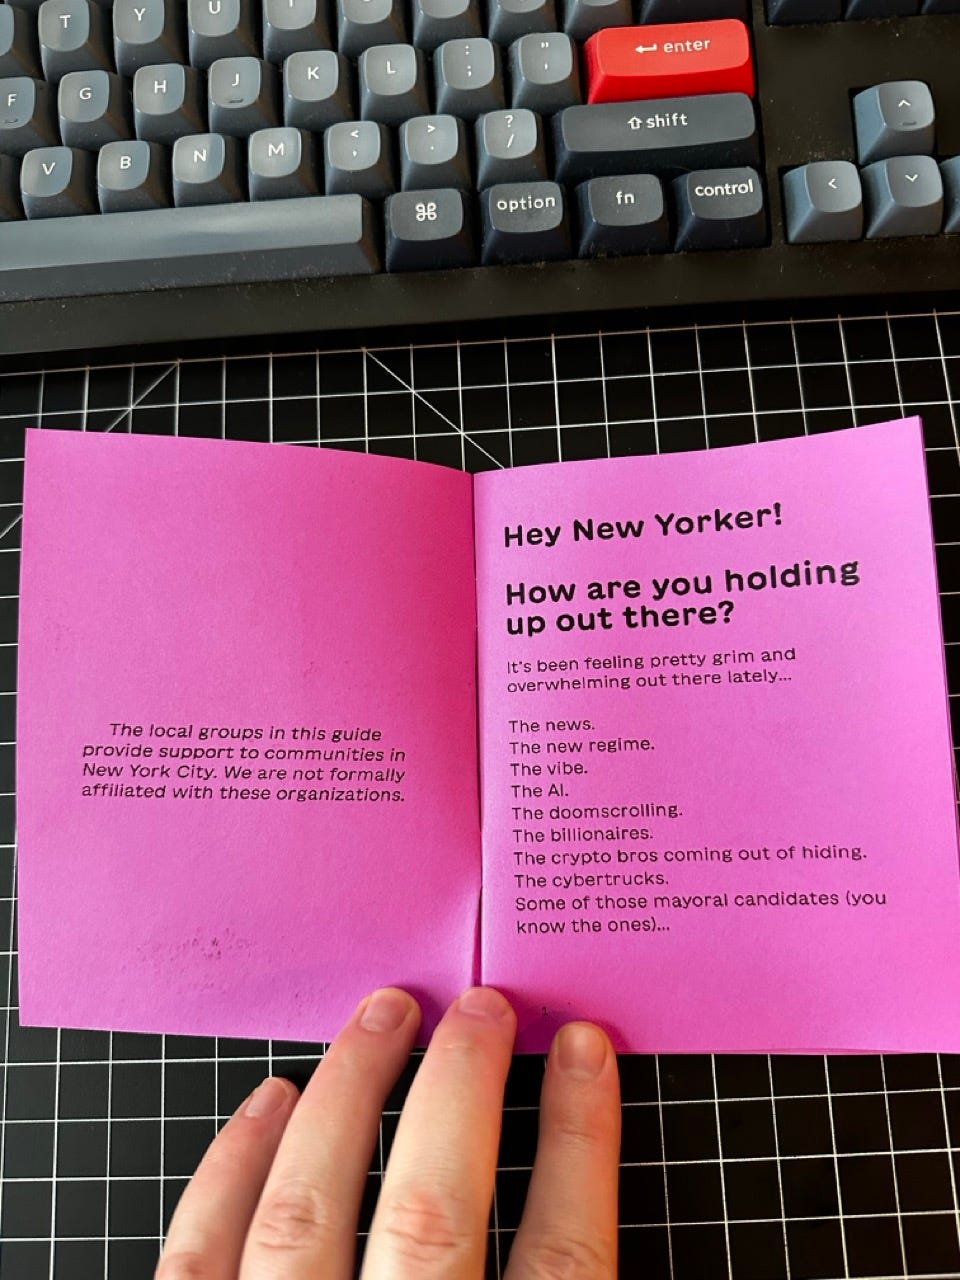 T Y U I
F G H J K L : ; " ' ↵ enter
V B N M < , > . ? / ⇧ shift ^
⌘ option fn control < ⌄
The local groups in this guide
provide support to communities in
New York City. We are not formally
affiliated with these organizations.
Hey New Yorker!
How are you holding
up out there?
It's been feeling pretty grim and
overwhelming out there lately...
The news.
The new regime.
The vibe.
The AI.
The doomscrolling.
The billionaires.
The crypto bros coming out of hiding.
The cybertrucks.
Some of those mayoral candidates (you
know the ones)...
1